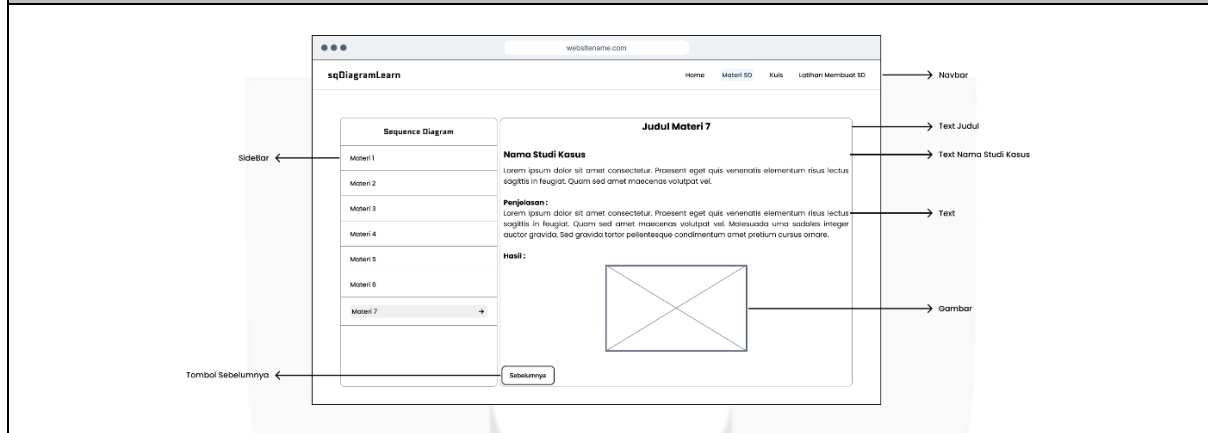 websitename.com
sqDiagramLearn
Home Materi SD Kuis Latihan Membuat SD
Navbar
Sequence Diagram
Judul Materi 7
Text Judul
SideBar
Materi 1
Materi 2
Materi 3
Materi 4
Materi 5
Materi 6
Materi 7
Nama Studi Kasus
Text Nama Studi Kasus
Lorem ipsum dolor sit amet consectetur. Praesent eget quis venenatis elementum risus lectus
sagittis in feugiat. Quam sed amet maecenas volutpat vel.
Penjelasan :
Lorem ipsum dolor sit amet consectetur. Praesent eget quis venenatis elementum risus lectus
Text
sagittis in feugiat. Quam sed amet maecenas volutpat vel. Malesuada urna sodales integer
auctor gravida. Sed gravida tortor pellentesque condimentum amet pretium cursus ornare.
Hasil :
Gambar
Tombol Sebelumnya
Sebelumnya